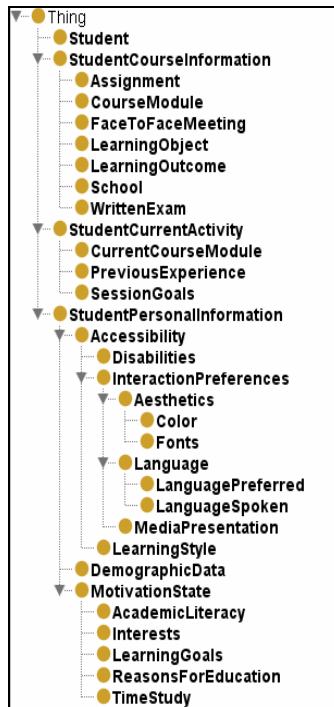 Thing
Student
StudentCourseInformation
Assignment
CourseModule
FaceToFaceMeeting
LearningObject
LearningOutcome
School
WrittenExam
StudentCurrentActivity
CurrentCourseModule
PreviousExperience
SessionGoals
StudentPersonalInformation
Accessibility
Disabilities
InteractionPreferences
Aesthetics
Color
Fonts
Language
LanguagePreferred
LanguageSpoken
MediaPresentation
LearningStyle
DemographicData
MotivationState
AcademicLiteracy
Interests
LearningGoals
ReasonsForEducation
TimeStudy